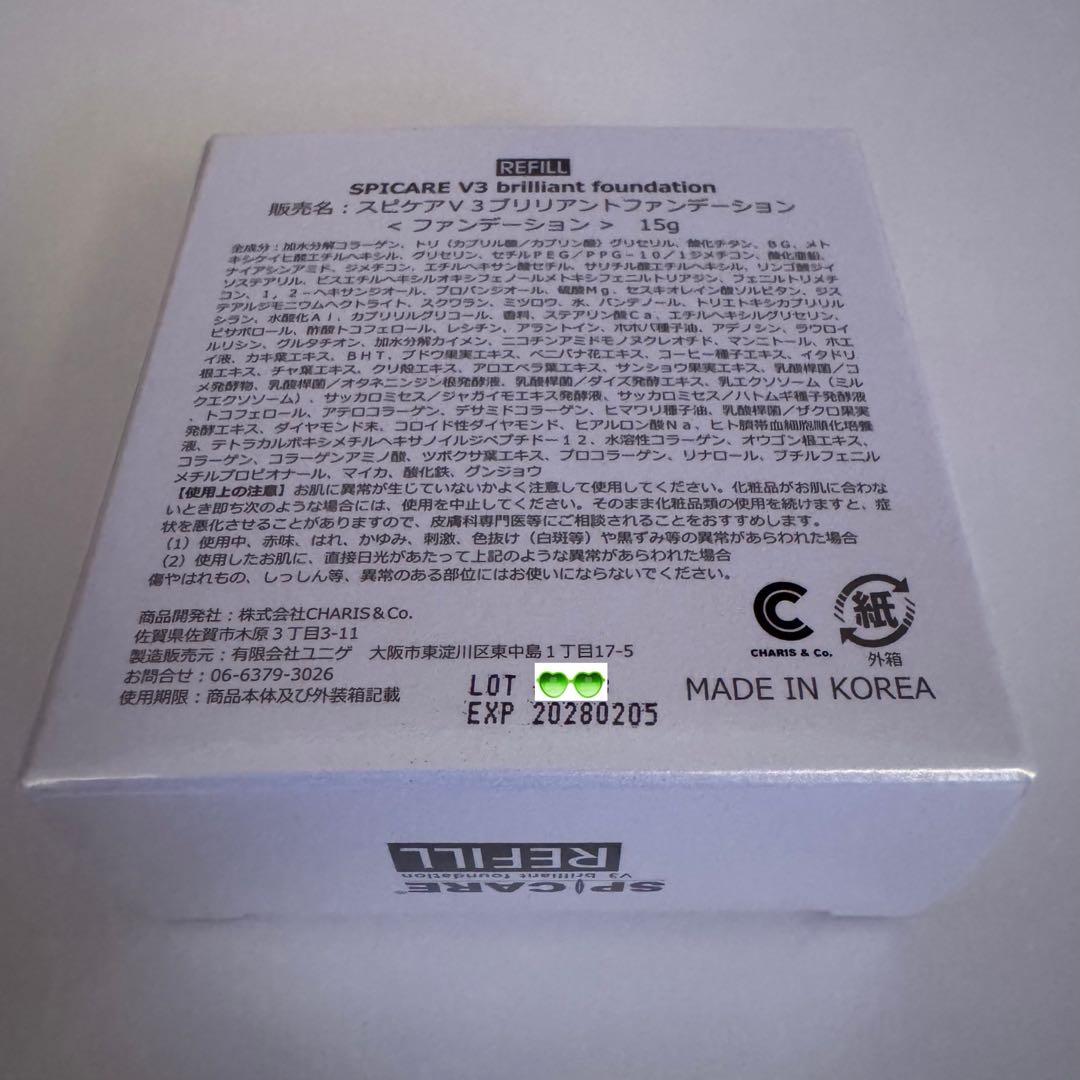 REFILL
SPICARE V3 brilliant foundation
販売名：スピケアV3ブリリアントファンデーション
< ファンデーション > 15g
全成分：加水分解コラーゲン、トリ（カプリル酸／カプリン酸）グリセリル、酸化チタン、BG、メト
キシケイヒ酸エチルヘキシル、グリセリン、セチルPEG／PPG－10／1ジメチコン、酸化亜鉛、
ナイアシンアミド、ジメチコン、エチルヘキサン酸セチル、サリチル酸エチルヘキシル、リンゴ酸ジイ
ソステアリル、ビスエチルヘキシルオキシフェノールメトキシフェニルトリアジン、フェニルトリメチ
コン、1，2－ヘキサンジオール、プロパンジオール、硫酸Mg、セスキオレイン酸ソルビタン、ジス
テアルジモニウムヘクトライト、スクワラン、ミツロウ、水、パンテノール、トリエトキシカプリリル
シラン、水酸化Al、カプリリルグリコール、香料、ステアリン酸Ca、エチルヘキシルグリセリン、
ビサボロール、酢酸トコフェロール、レシチン、アラントイン、ホホバ種子油、アデノシン、ラウロイ
ルリシン、グルタチオン、加水分解カイメン、ニコチンアミドモノヌクレオチド、マンニトール、ホエ
イ液、カキ葉エキス、BHT、ブドウ果実エキス、ベニバナ花エキス、コーヒー種子エキス、イタドリ
根エキス、チャ葉エキス、クリ殻エキス、アロエベラ葉エキス、サンショウ果実エキス、乳酸桿菌／コ
メ発酵物、乳酸桿菌／オタネニンジン根発酵液、乳酸桿菌／ダイズ発酵エキス、乳エクソソーム（ミル
クエクソソーム）、サッカロミセス／ジャガイモエキス発酵液、サッカロミセス／ハトムギ種子発酵液
、トコフェロール、アテロコラーゲン、デサミドコラーゲン、ヒマワリ種子油、乳酸桿菌／ザクロ果実
発酵エキス、ダイヤモンド末、コロイド性ダイヤモンド、ヒアルロン酸Na、ヒト臍帯血細胞順化培養
液、テトラカルボキシメチルヘキサノイルジペプチド－12、水溶性コラーゲン、オウゴン根エキス、
コラーゲン、コラーゲンアミノ酸、ツボクサ葉エキス、プロコラーゲン、リナロール、ブチルフェニル
メチルプロピオナール、マイカ、酸化鉄、グンジョウ
【使用上の注意】お肌に異常が生じていないかよく注意して使用してください。化粧品がお肌に合わな
いとき即ち次のような場合には、使用を中止してください。そのまま化粧品類の使用を続けますと、症
状を悪化させることがありますので、皮膚科専門医等にご相談されることをおすすめします。
（1）使用中、赤味、はれ、かゆみ、刺激、色抜け（白斑等）や黒ずみ等の異常があらわれた場合
（2）使用したお肌に、直接日光があたって上記のような異常があらわれた場合
傷やはれもの、しっしん等、異常のある部位にはお使いにならないでください。
商品開発社：株式会社CHARIS＆Co.
佐賀県佐賀市木原３丁目3-11
製造販売元：有限会社ユニゲ 大阪市東淀川区東中島１丁目17-5
お問合せ：06-6379-3026
使用期限：商品本体及び外装箱記載
LOT
EXP 20280205
CHARIS & Co.
紙
外箱
MADE IN KOREA
REFILL
V3 brilliant foundation
SPICARE